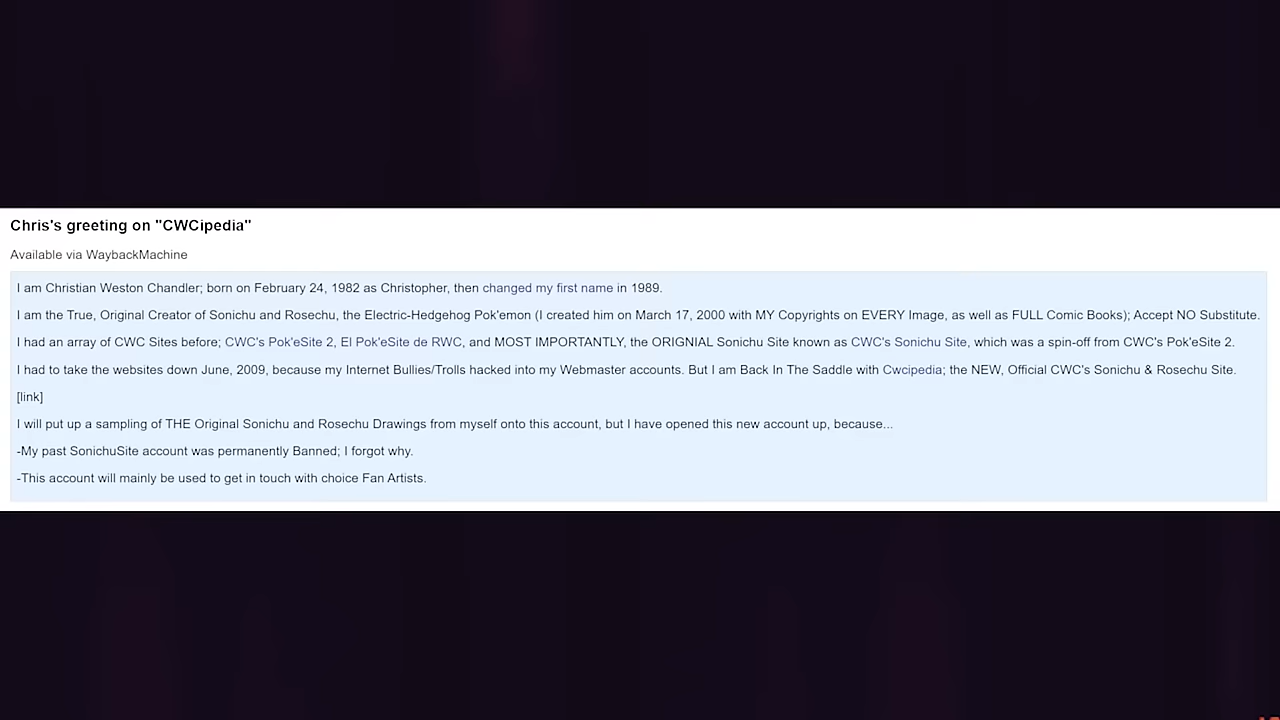 Chris's greeting on "CWCipedia"
Available via WaybackMachine
I am Christian Weston Chandler; born on February 24, 1982 as Christopher, then changed my first name in 1989.
I am the True, Original Creator of Sonichu and Rosechu, the Electric-Hedgehog Pok'emon (I created him on March 17, 2000 with MY Copyrights on EVERY Image, as well as FULL Comic Books); Accept NO Substitute.
I had an array of CWC Sites before; CWC's Pok'eSite 2, El Pok'eSite de RWC, and MOST IMPORTANTLY, the ORIGNIAL Sonichu Site known as CWC's Sonichu Site, which was a spin-off from CWC's Pok'eSite 2.
I had to take the websites down June, 2009, because my Internet Bullies/Trolls hacked into my Webmaster accounts. But I am Back In The Saddle with Cwcipedia; the NEW, Official CWC's Sonichu & Rosechu Site.
[link]
I will put up a sampling of THE Original Sonichu and Rosechu Drawings from myself onto this account, but I have opened this new account up, because...
-My past SonichuSite account was permanently Banned; I forgot why.
-This account will mainly be used to get in touch with choice Fan Artists.